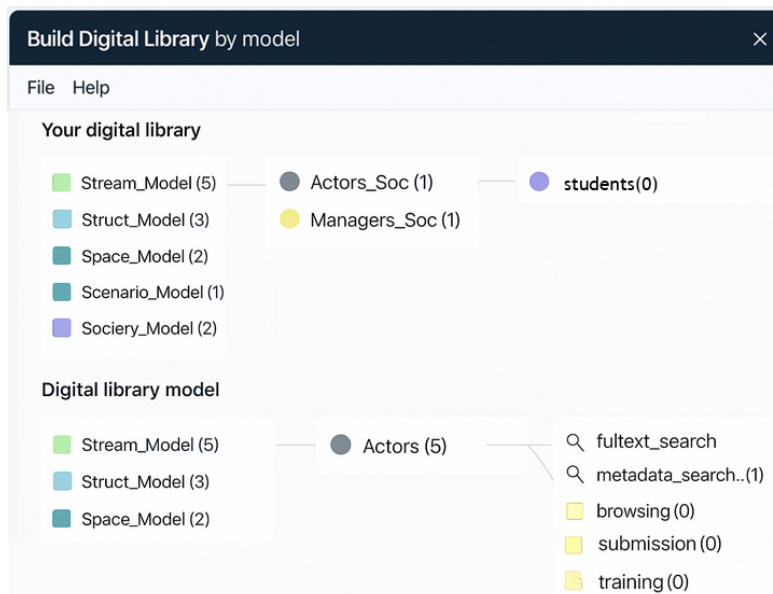 Build Digital Library by model
File Help
Your digital library
Stream_Model (5)
Struct_Model (3)
Space_Model (2)
Scenario_Model (1)
Sociery_Model (2)
Actors_Soc (1)
Managers_Soc (1)
students(0)
Digital library model
Stream_Model (5)
Struct_Model (3)
Space_Model (2)
Actors (5)
fultext_search
metadata_search..(1)
browsing (0)
submission (0)
training (0)